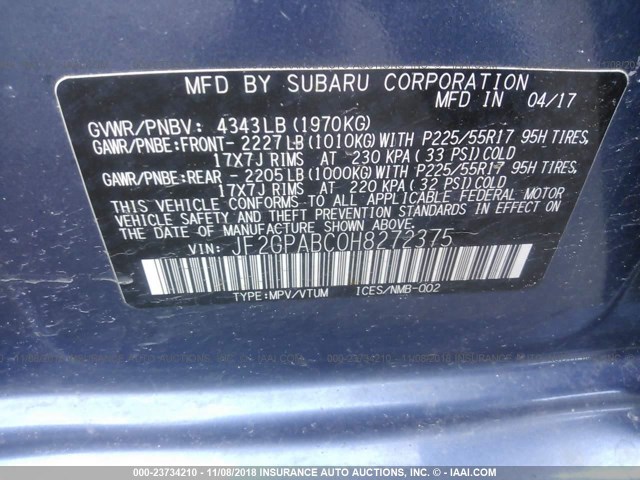 MFD BY SUBARU CORPORATION
MFD IN 04/17
GVWR/PNBV: 4343LB (1970KG)
GAWR/PNBE:FRONT- 2227LB(1010KG)WITH P225/55R17 95H TIRES,
17X7J RIMS AT 230 KPA (33 PSI)COLD
GAWR/PNBE:REAR - 2205LB(1000KG)WITH P225/55R17 95H TIRES,
17X7J RIMS AT 220 KPA (32 PSI)COLD
THIS VEHICLE CONFORMS TO ALL APPLICABLE FEDERAL MOTOR
VEHICLE SAFETY AND THEFT PREVENTION STANDARDS IN EFFECT ON
THE DATE OF MANUFACTURE SHOWN ABOVE.
VIN: JF2GPABC0H8272375
TYPE:MPV/VTUM ICES/NMB-002
000-23734210 - 11/08/2018 INSURANCE AUTO AUCTIONS, INC. - IAAI.COM